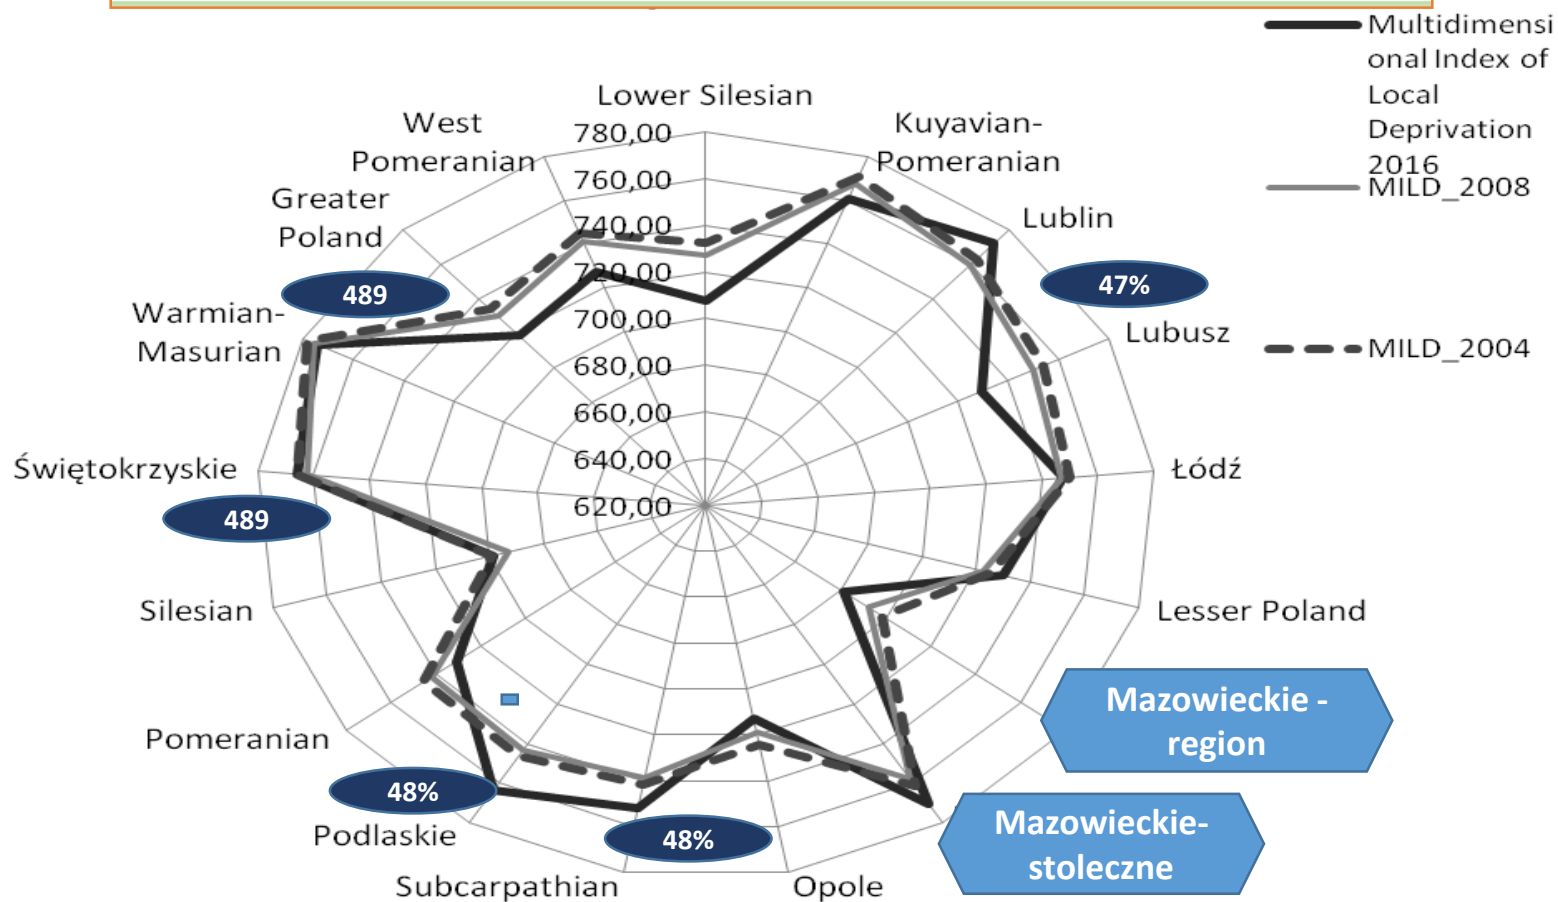 Multidimensi
onal Index of
Local
Deprivation
2016
MILD_2008
MILD_2004
Lower Silesian
Kuyavian-
Pomeranian
Lublin
47%
Lubusz
Łódź
Lesser Poland
Mazowieckie -
region
Mazowieckie-
stoleczne
Opole
Subcarpathian
48%
Podlaskie
48%
Pomeranian
Silesian
Świętokrzyskie
489
Warmian-
Masurian
489
Greater
Poland
West
Pomeranian
780,00
760,00
740,00
720,00
700,00
680,00
660,00
640,00
620,00